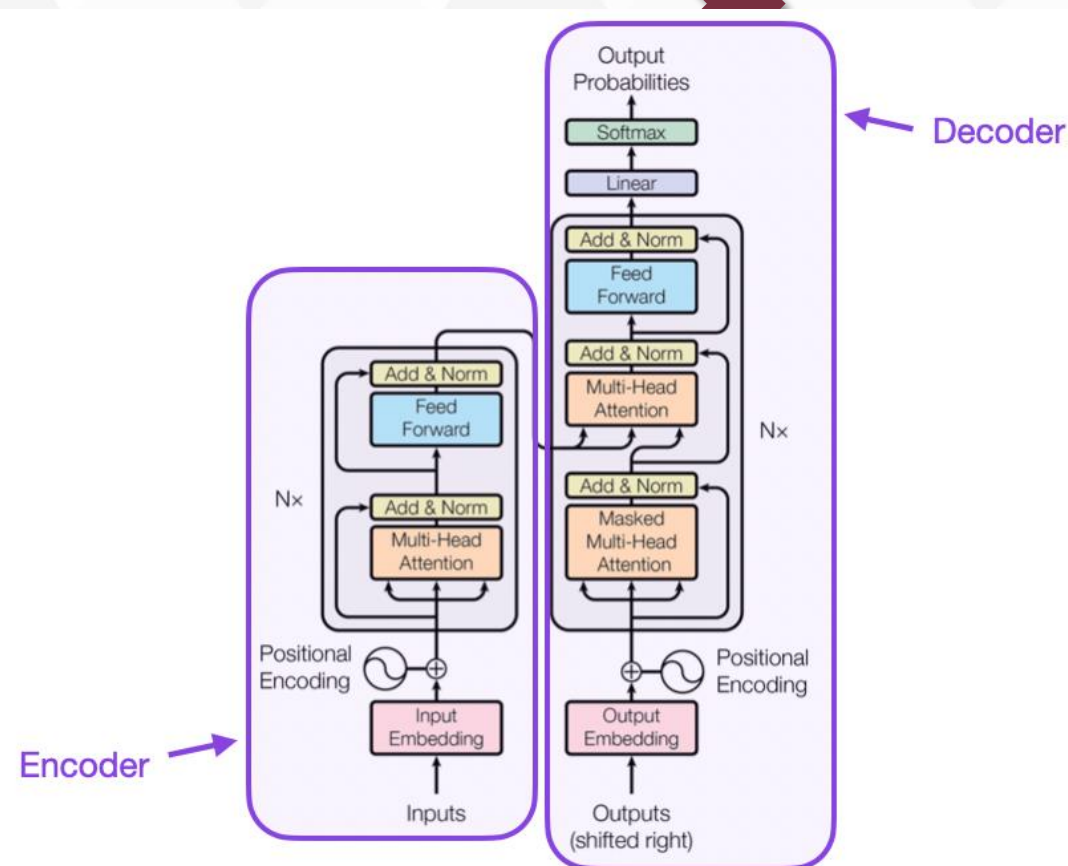 Encoder
Nx
Add & Norm
Feed
Forward
Add & Norm
Multi-Head
Attention
Positional
Encoding
Input
Embedding
Inputs
Decoder
Output
Probabilities
Softmax
Linear
Add & Norm
Feed
Forward
Add & Norm
Multi-Head
Attention
Nx
Add & Norm
Masked
Multi-Head
Attention
Positional
Encoding
Output
Embedding
Outputs
(shifted right)